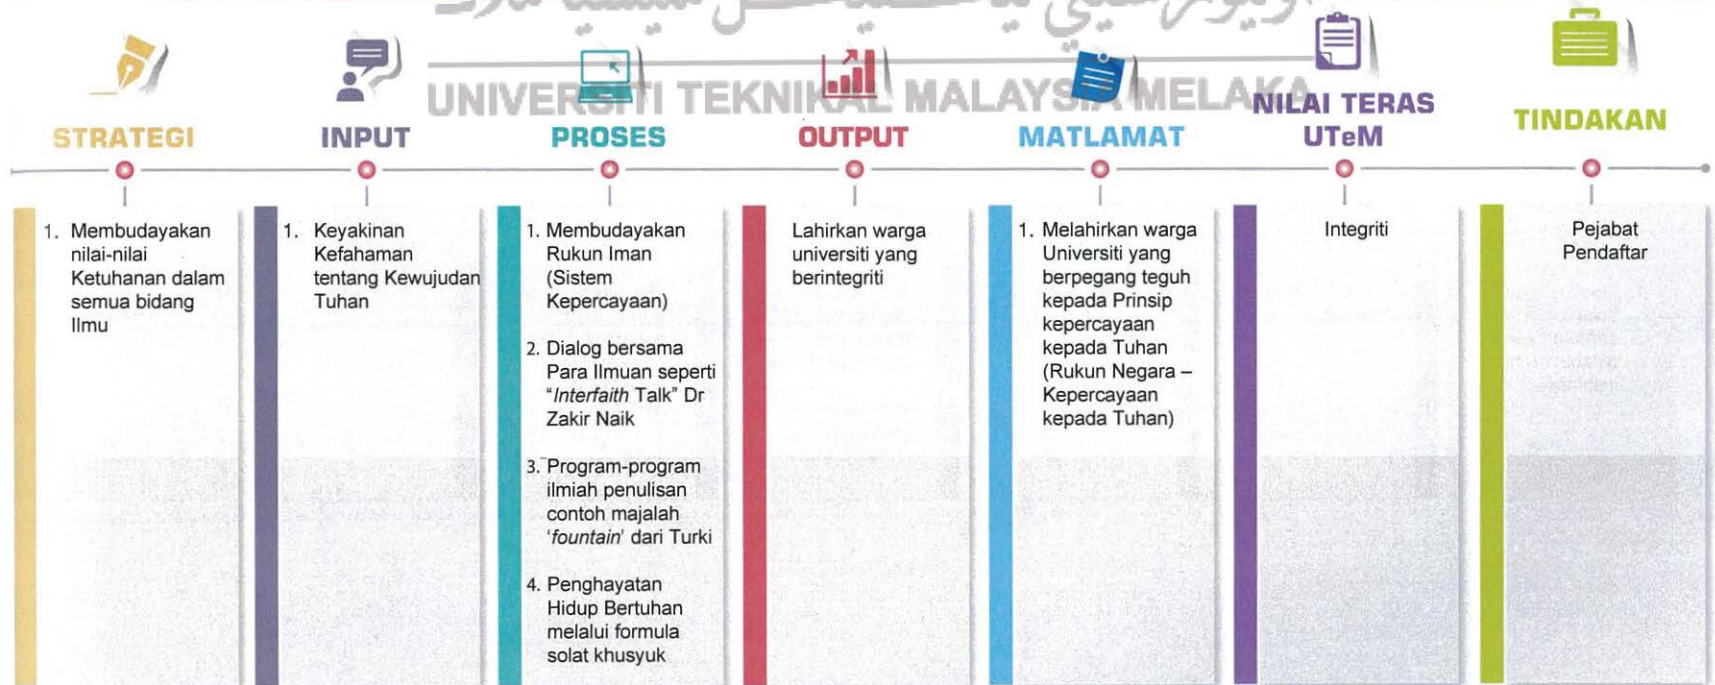 UNIVERSITI TEKNIKAL MALAYSIA MELAKA
STRATEGI
1. Membudayakan
nilai-nilai
Ketuhanan dalam
semua bidang
Ilmu
INPUT
1. Keyakinan
Kefahaman
tentang Kewujudan
Tuhan
PROSES
1. Membudayakan
Rukun Iman
(Sistem
Kepercayaan)
2. Dialog bersama
Para Ilmuan seperti
“Interfaith Talk” Dr
Zakir Naik
3. Program-program
ilmiah penulisan
contoh majalah
‘fountain’ dari Turki
4. Penghayatan
Hidup Bertuhan
melalui formula
solat khusyuk
OUTPUT
Lahirkan warga
universiti yang
berintegriti
MATLAMAT
1. Melahirkan warga
Universiti yang
berpegang teguh
kepada Prinsip
kepercayaan
kepada Tuhan
(Rukun Negara –
Kepercayaan
kepada Tuhan)
NILAI TERAS
UTeM
Integriti
TINDAKAN
Pejabat
Pendaftar